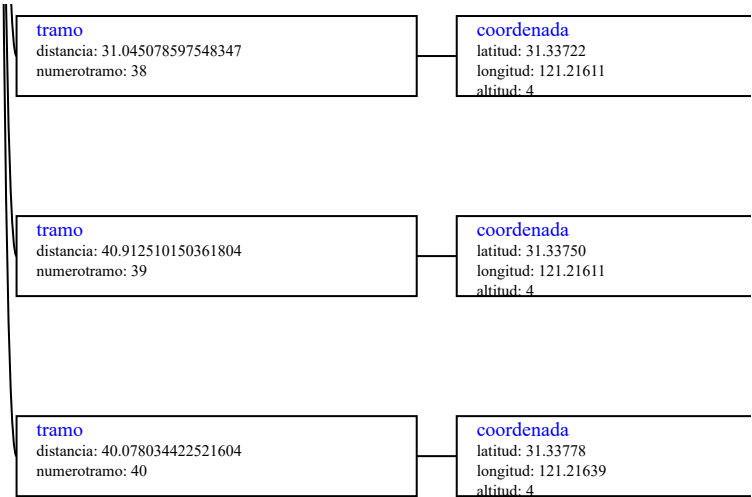 tramo
distancia: 31.045078597548347
numerotramo: 38
coordenada
latitud: 31.33722
longitud: 121.21611
altitud: 4
tramo
distancia: 40.912510150361804
numerotramo: 39
coordenada
latitud: 31.33750
longitud: 121.21611
altitud: 4
tramo
distancia: 40.078034422521604
numerotramo: 40
coordenada
latitud: 31.33778
longitud: 121.21639
altitud: 4